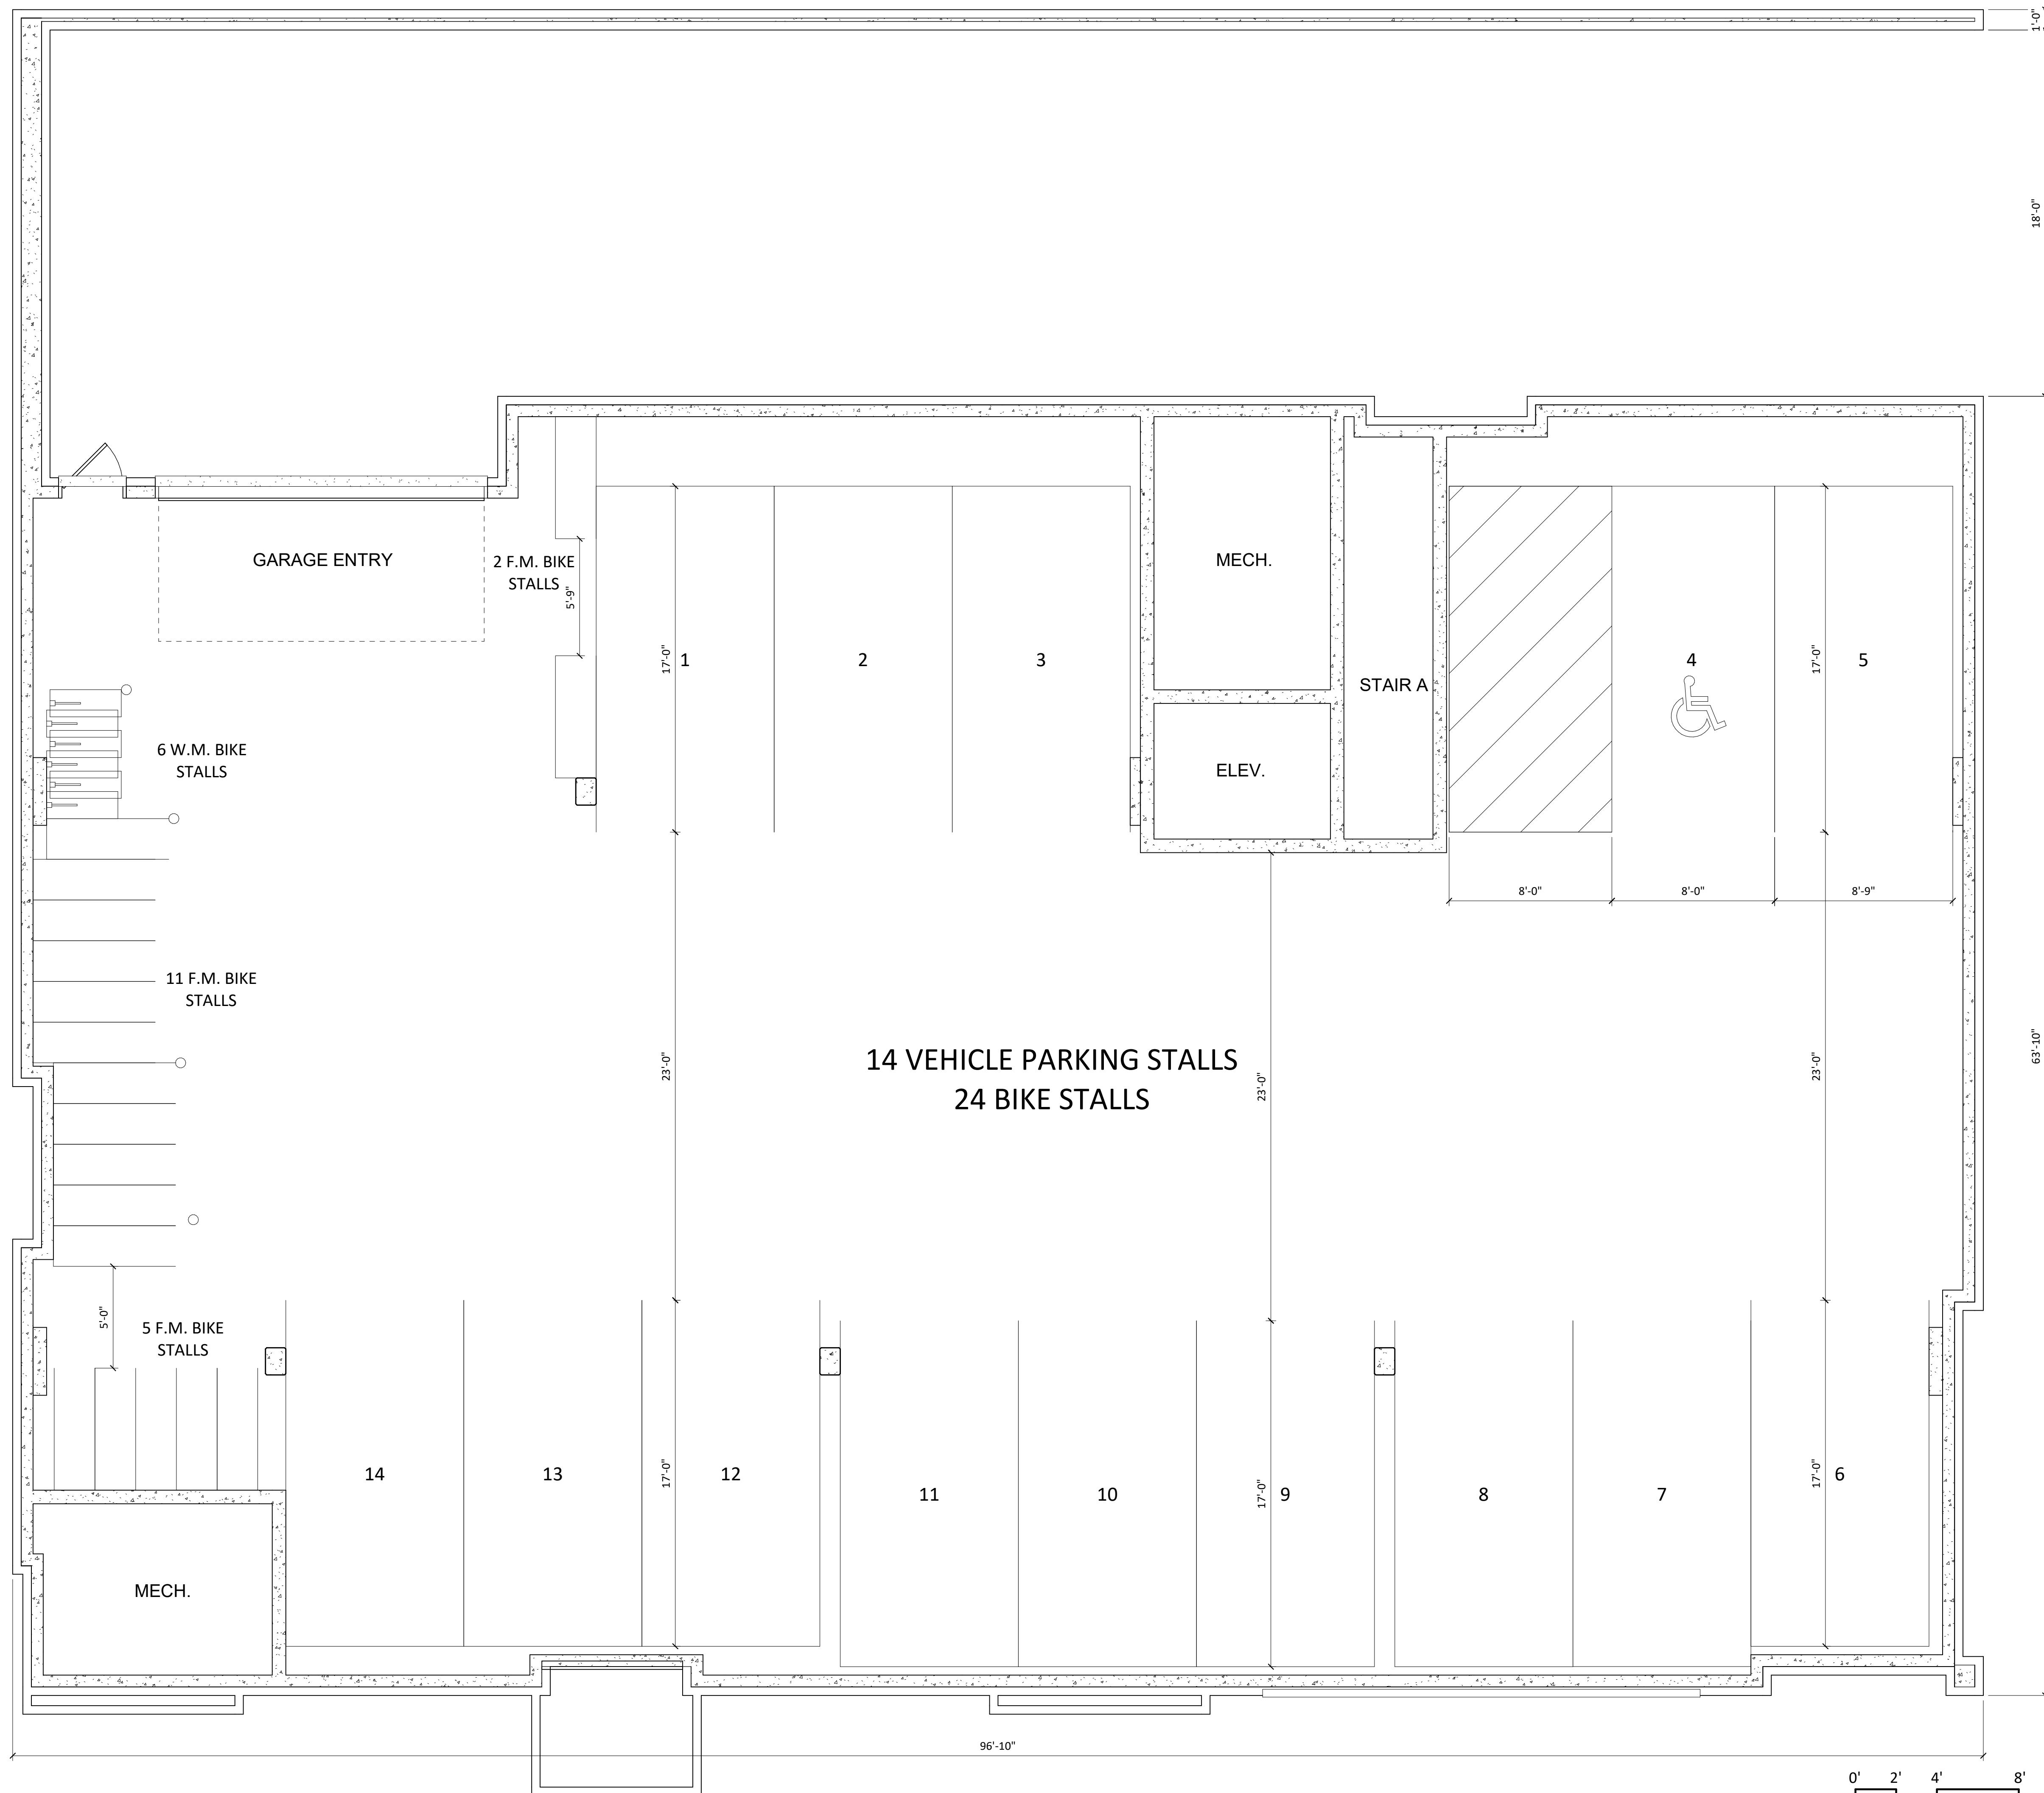 1'-0"
18'-0"
GARAGE ENTRY
2 F.M. BIKE
STALLS
5'-9"
MECH.
17'-0"
1
2
3
STAIR A
4
17'-0"
5
6 W.M. BIKE
STALLS
ELEV.
8'-0"
8'-0"
8'-9"
11 F.M. BIKE
STALLS
14 VEHICLE PARKING STALLS
24 BIKE STALLS
23'-0"
23'-0"
23'-0"
63'-10"
5'-0"
5 F.M. BIKE
STALLS
14
13
17'-0"
12
11
10
17'-0"
9
8
7
17'-0"
6
MECH.
96'-10"
0'
2'
4'
8'